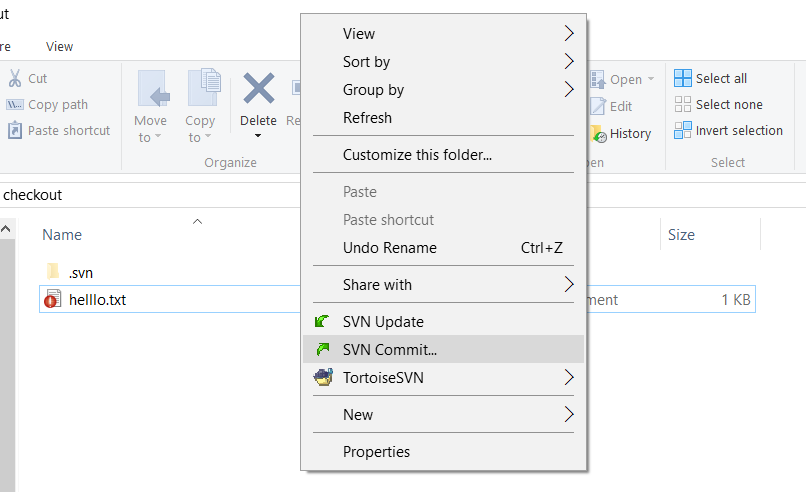 ut
re View
Cut
Copy path
Paste shortcut
Move to
Copy to
Delete
Re
Organize
Open
Edit
History
en
Select all
Select none
Invert selection
Select
checkout
Name
Size
.svn
helllo.txt
ment
1 KB
View
Sort by
Group by
Refresh
Customize this folder...
Paste
Paste shortcut
Undo Rename Ctrl+Z
Share with
SVN Update
SVN Commit...
TortoiseSVN
New
Properties